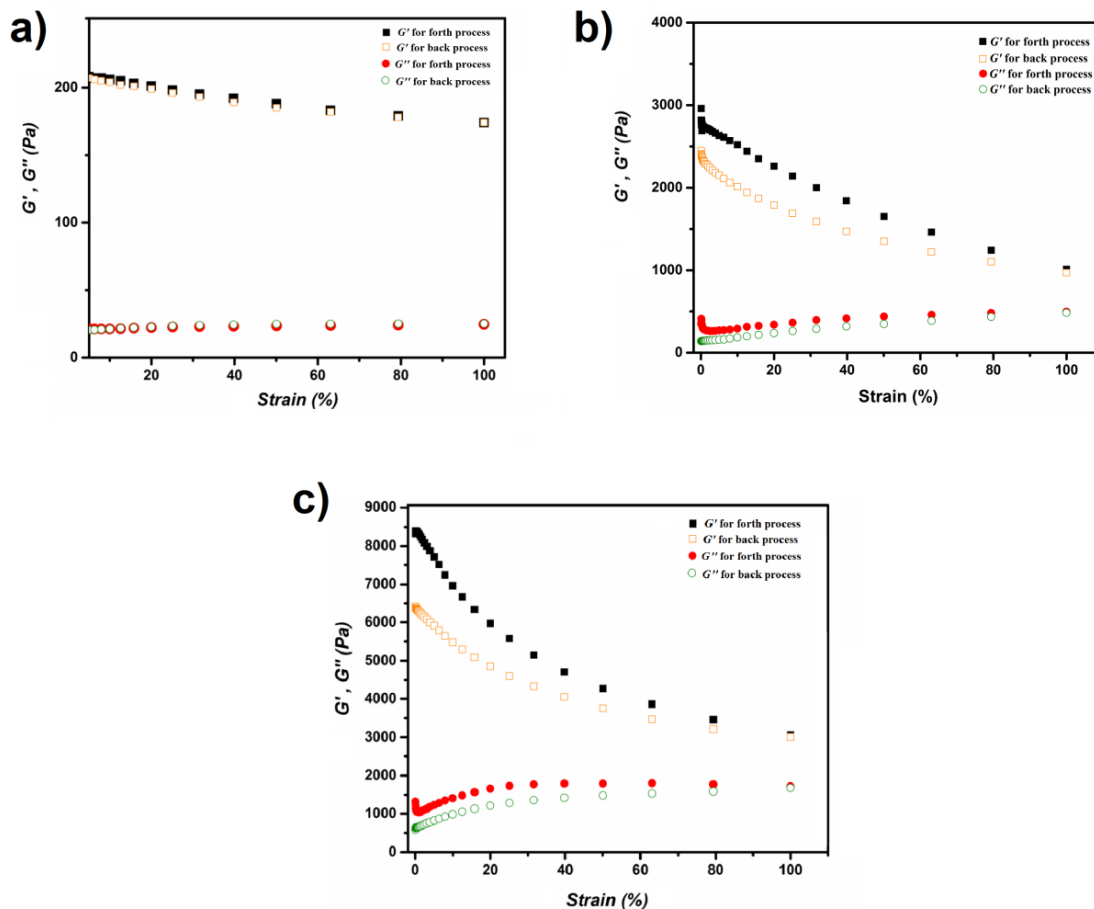 a)
G' for forth process
G' for back process
G'' for forth process
G'' for back process
200
100
0
G' , G'' (Pa)
20 40 60 80 100
Strain (%)
b)
G' for forth process
G' for back process
G'' for forth process
G'' for back process
4000
3000
2000
1000
0
G' , G'' (Pa)
0 20 40 60 80 100
Strain (%)
c)
G' for forth process
G' for back process
G'' for forth process
G'' for back process
9000
8000
7000
6000
5000
4000
3000
2000
1000
0
G' , G'' (Pa)
0 20 40 60 80 100
Strain (%)